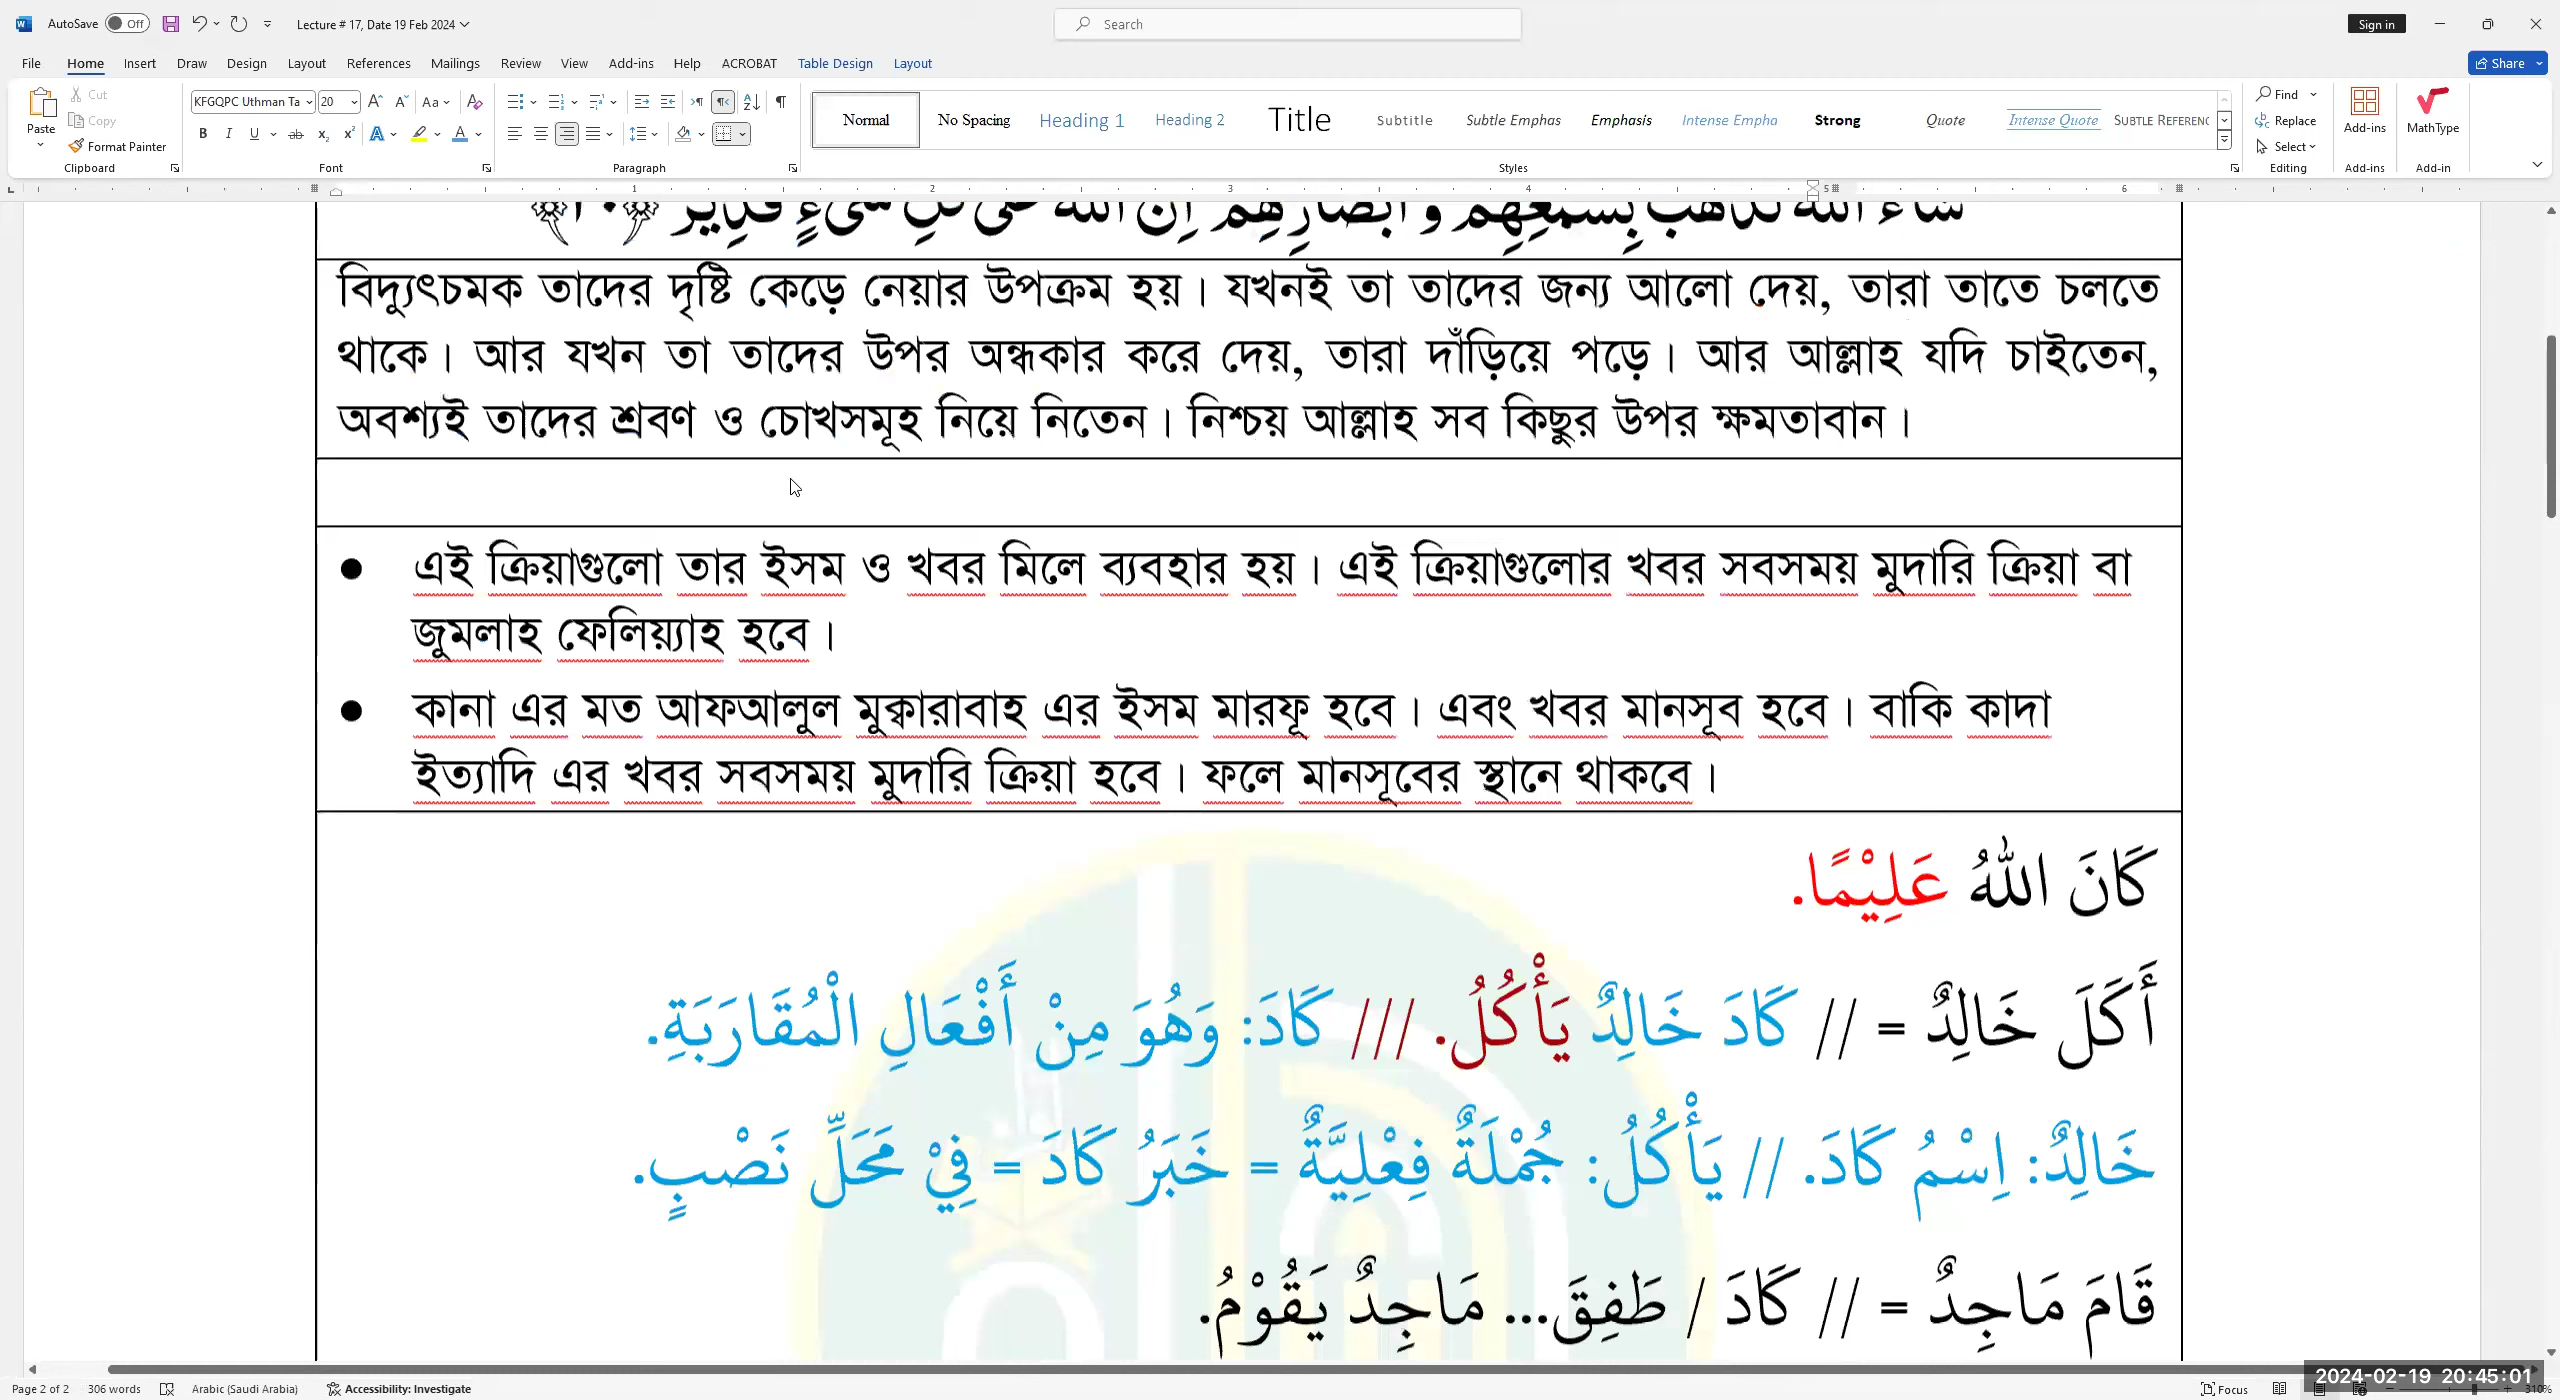 AutoSave Off Lecture # 17, Date 19 Feb 2024 Search Sign in
File Home Insert Draw Design Layout References Mailings Review View Add-ins Help ACROBAT Table Design Layout Share
Paste Cut Copy Format Painter Clipboard
KFGQPC Uthman Ta 20 Font
Paragraph
Normal No Spacing Heading 1 Heading 2 Title Subtitle Subtle Emphas Emphasis Intense Empha Strong Quote Intense Quote SUBTLE REFERENC Styles
Find Replace Select Editing
Add-ins Add-ins
MathType Add-in
1 2 3 4 5 6
বিদ্যুৎচমক তাদের দৃষ্টি কেড়ে নেয়ার উপক্রম হয়। যখনই তা তাদের জন্য আলো দেয়, তারা তাতে চলতে
থাকে। আর যখন তা তাদের উপর অন্ধকার করে দেয়, তারা দাঁড়িয়ে পড়ে। আর আল্লাহ যদি চাইতেন,
অবশ্যই তাদের শ্রবণ ও চোখসমূহ নিয়ে নিতেন। নিশ্চয় আল্লাহ সব কিছুর উপর ক্ষমতাবান।
● এই ক্রিয়াগুলো তার ইসম ও খবর মিলে ব্যবহার হয়। এই ক্রিয়াগুলোর খবর সবসময় মুদারি ক্রিয়া বা
জুমলাহ ফেলিয়্যাহ হবে।
● কানা এর মত আফআলুল মুক্বারাবাহ এর ইসম মারফূ হবে। এবং খবর মানসূব হবে। বাকি কাদা
ইত্যাদি এর খবর সবসময় মুদারি ক্রিয়া হবে। ফলে মানসূবের স্থানে থাকবে।
كَانَ اللهُ عَلِيْمًا.
أَكَلَ خَالِدٌ = // كَادَ خَالِدٌ يَأْكُلُ. /// كَادَ: وَهُوَ مِنْ أَفْعَالِ الْمُقَارَبَةِ.
خَالِدٌ: اِسْمُ كَادَ. // يَأْكُلُ: جُمْلَةٌ فِعْلِيَّةٌ = خَبَرُ كَادَ = فِيْ مَحَلِّ نَصْبٍ.
قَامَ مَاجِدٌ = // كَادَ / طَفِقَ... مَاجِدٌ يَقُوْمُ.
Page 2 of 2 306 words Arabic (Saudi Arabia) Accessibility: Investigate Focus 310%
2024-02-19 20:45:01